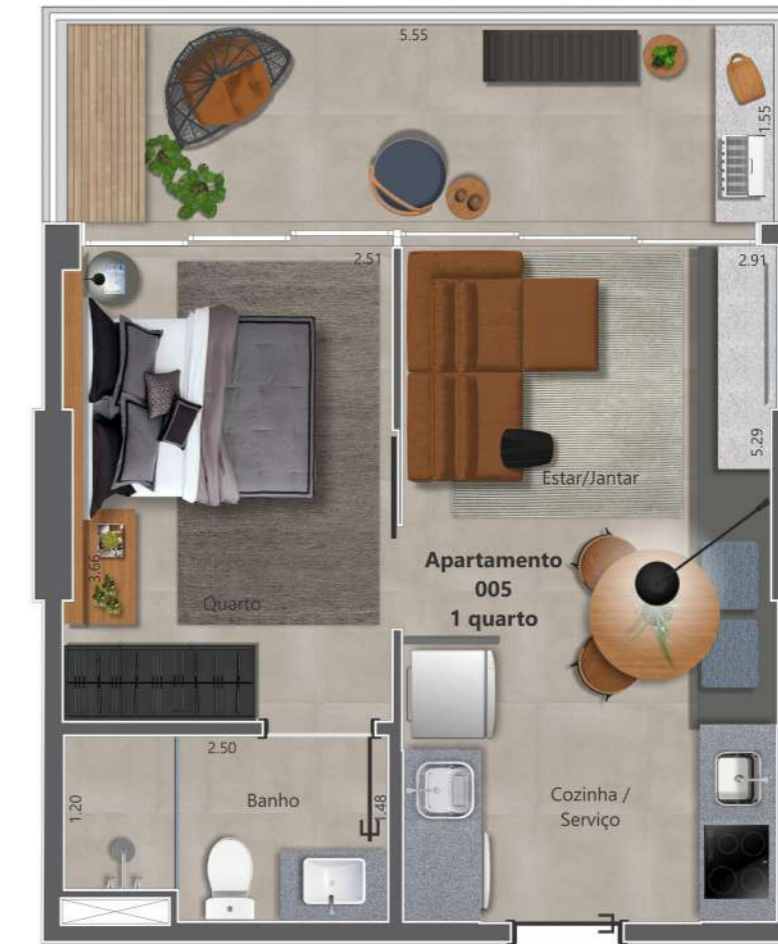 5.55
1.55
2.51
2.91
5.29
Estar/Jantar
3.66
Quarto
Apartamento
005
1 quarto
2.50
1.20
Banho
1.48
Cozinha /
Serviço